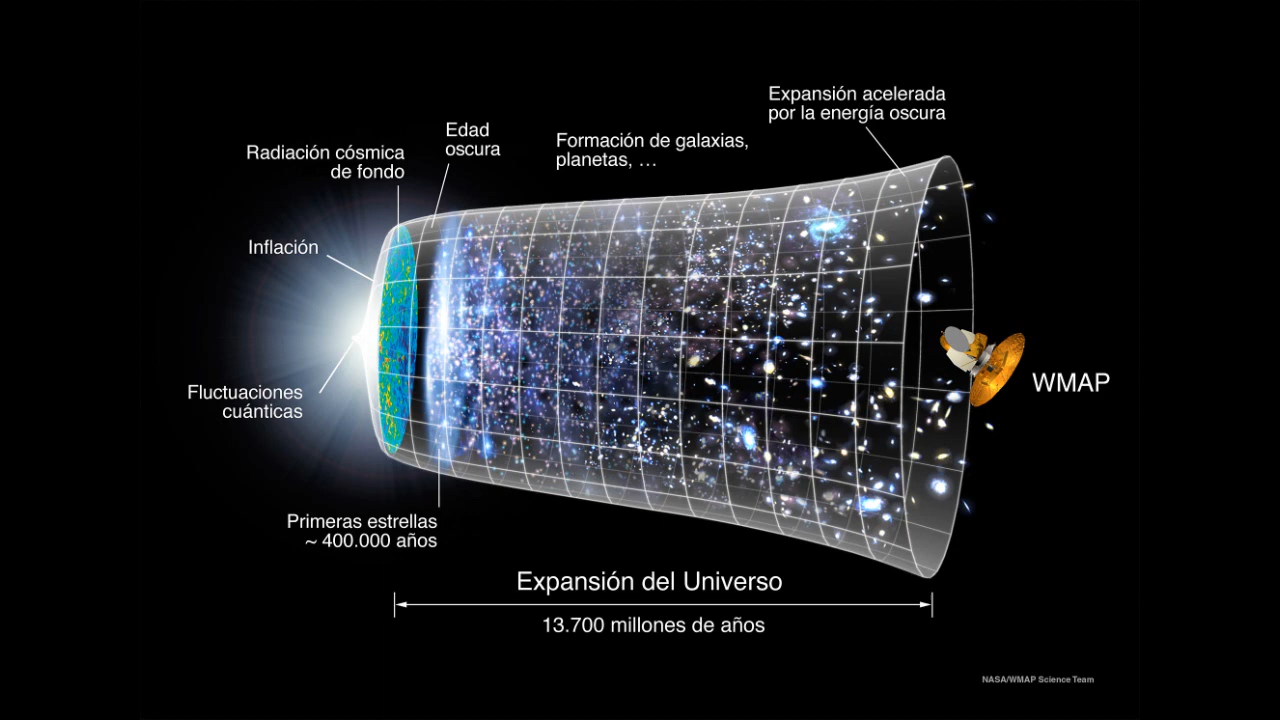 Expansión acelerada
por la energía oscura
Edad
oscura
Formación de galaxias,
planetas, …
Radiación cósmica
de fondo
Inflación
Fluctuaciones
cuánticas
WMAP
Primeras estrellas
~ 400.000 años
Expansión del Universo
13.700 millones de años
NASA/WMAP Science Team